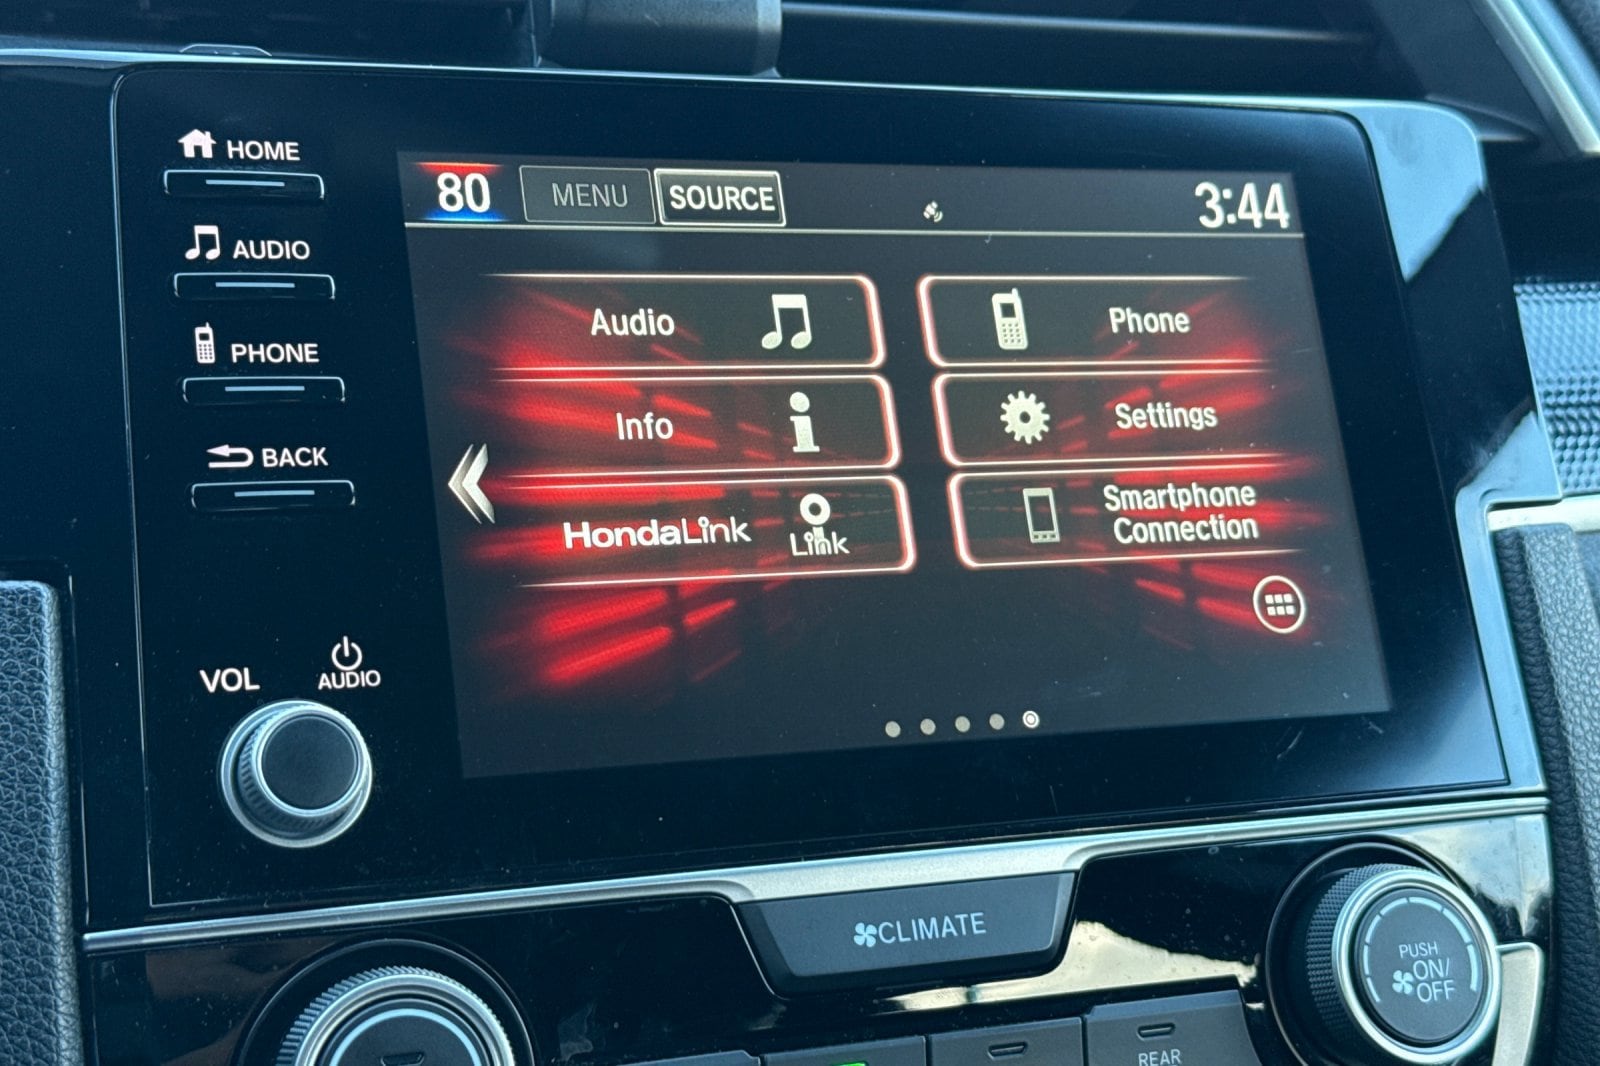 HOME
AUDIO
PHONE
BACK
VOL
AUDIO
80 MENU SOURCE 3:44
Audio
Phone
Info
Settings
HondaLink
Link
Smartphone
Connection
CLIMATE
PUSH
ON/
OFF
REAR